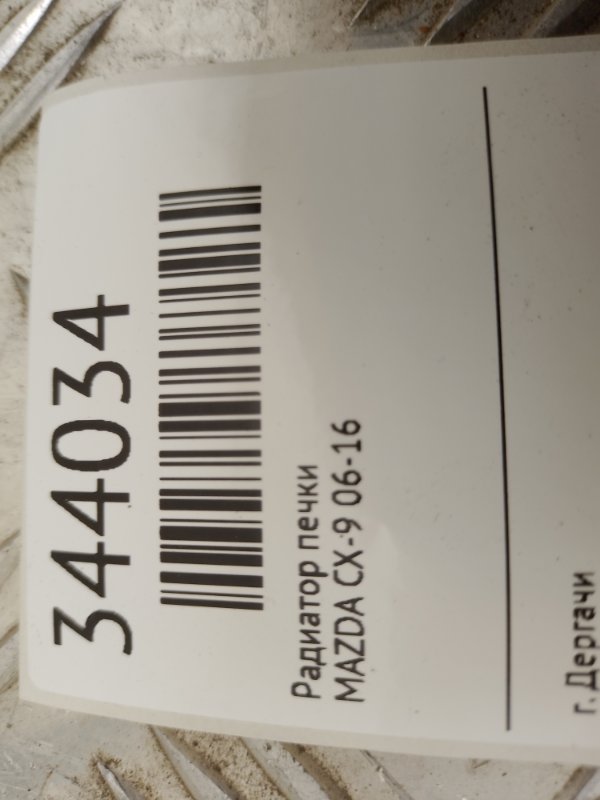 344034
Радиатор печки
MAZDA CX-9 06-16
г. Дергачи